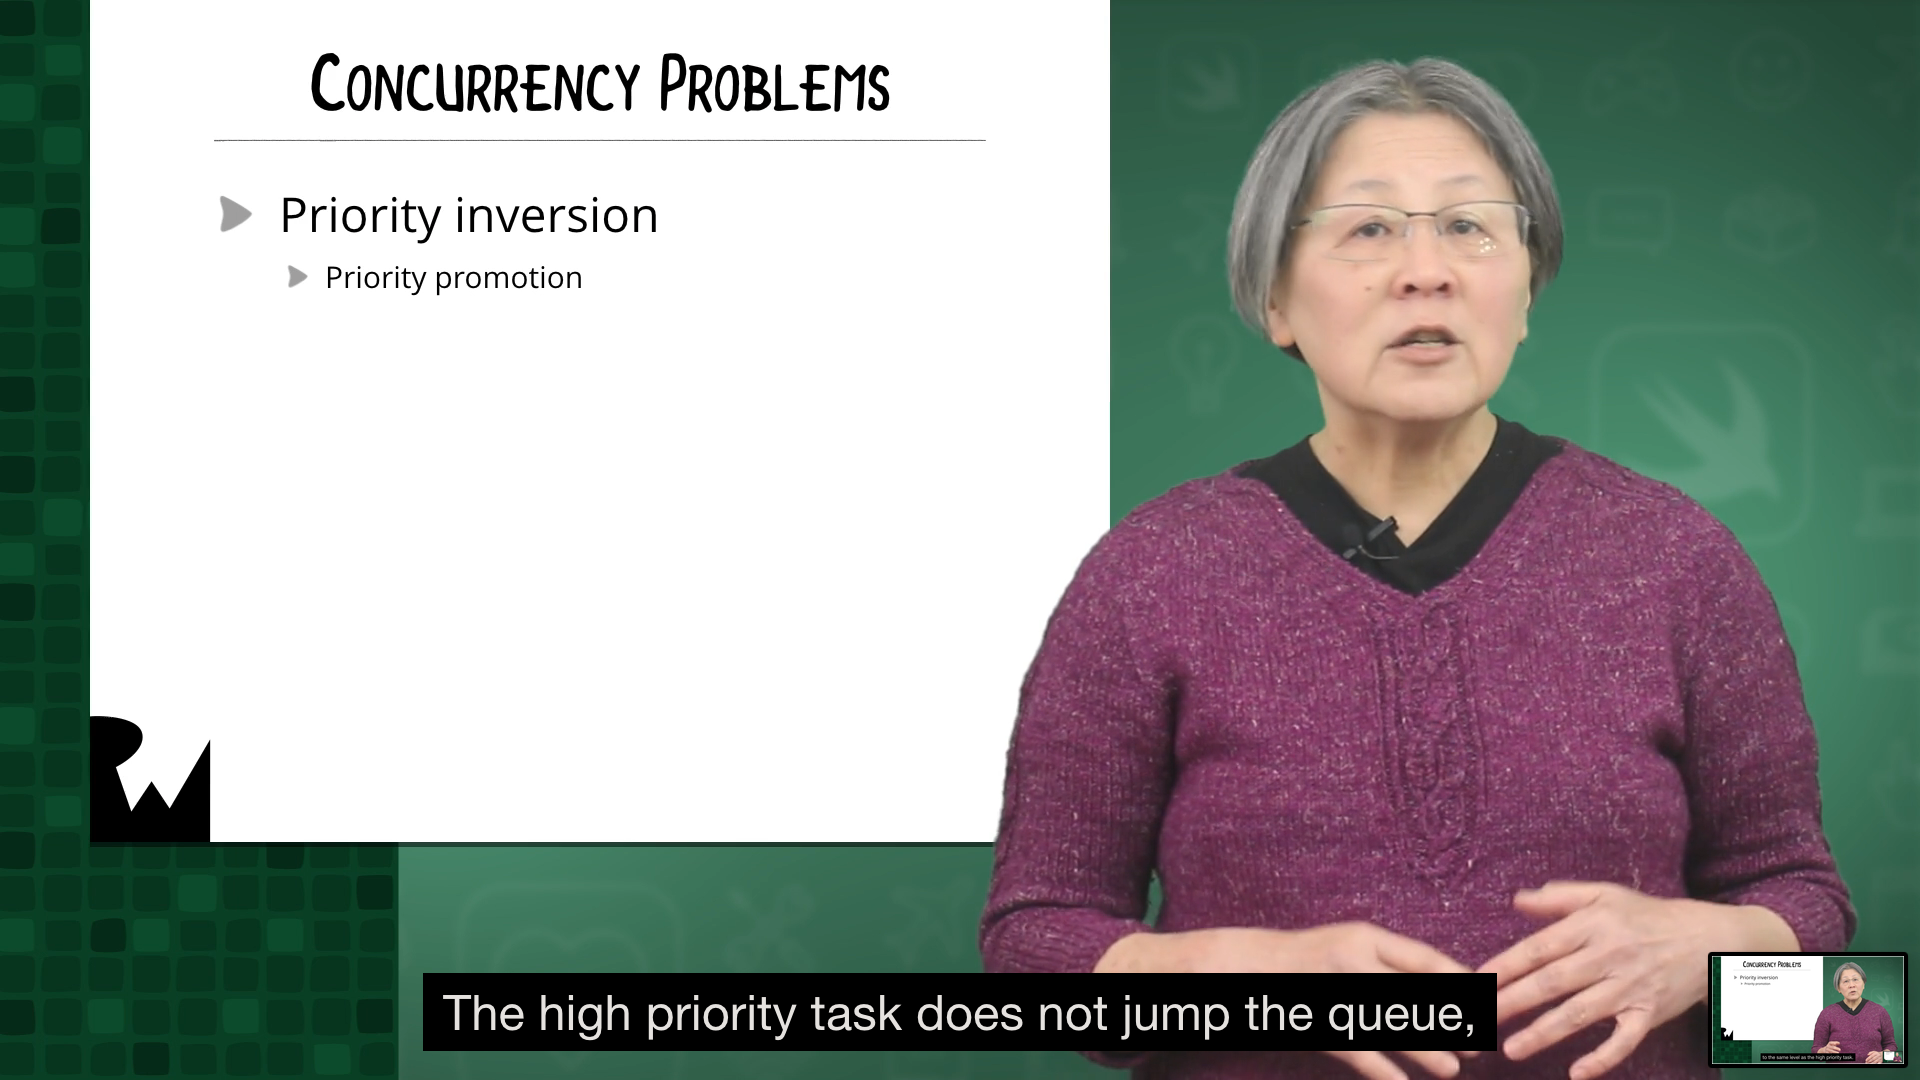 CONCURRENCY PROBLEMS
Priority inversion
Priority promotion
The high priority task does not jump the queue,
CONCURRENCY PROBLEMS
Priority inversion
Priority promotion
to the same level as the high priority task.